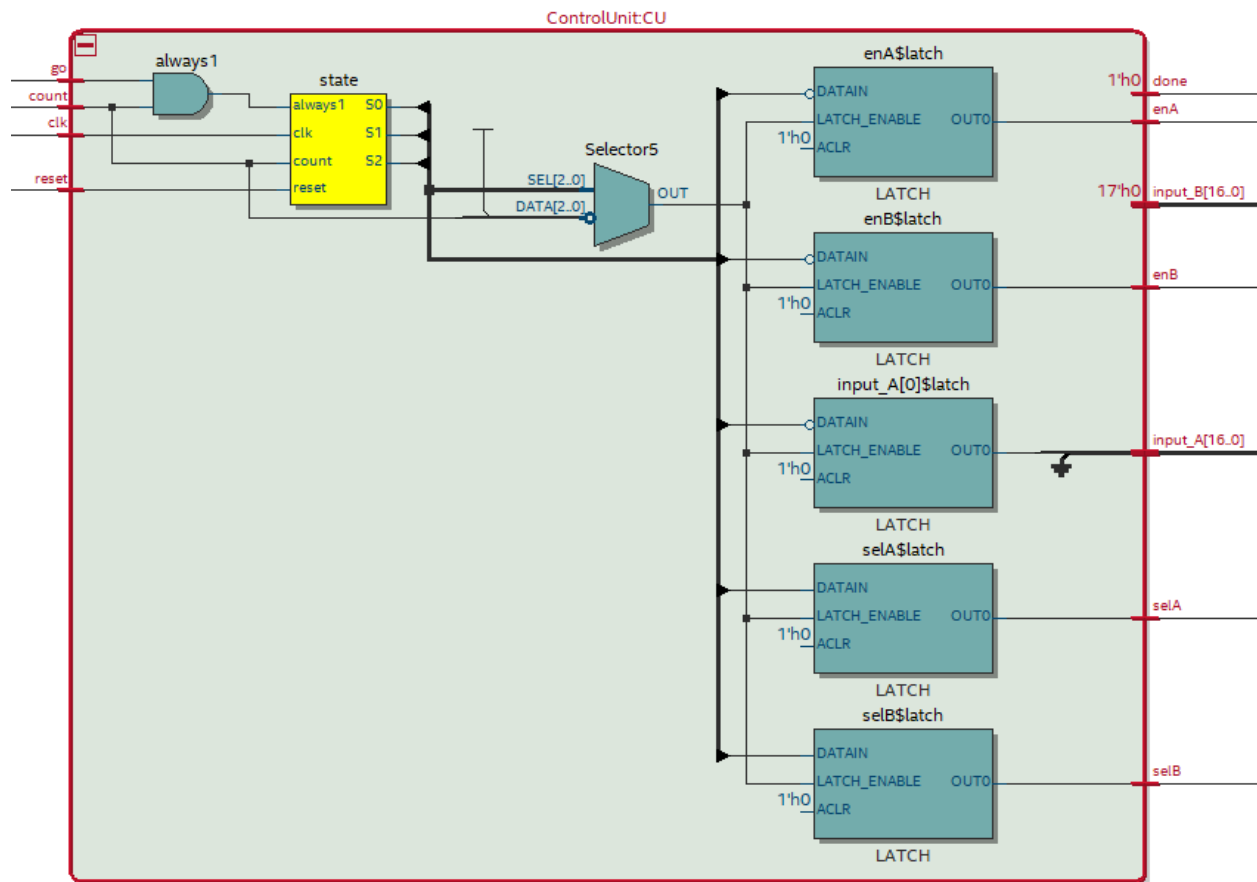 ControlUnit:CU
go
count
clk
reset
always1
state
always1 S0
clk S1
count S2
reset
Selector5
SEL[2..0]
DATA[2..0]
OUT
enA$latch
DATAIN
LATCH_ENABLE OUT0
1'h0
ACLR
LATCH
enB$latch
DATAIN
LATCH_ENABLE OUT0
1'h0
ACLR
LATCH
input_A[0]$latch
DATAIN
LATCH_ENABLE OUT0
1'h0
ACLR
LATCH
selA$latch
DATAIN
LATCH_ENABLE OUT0
1'h0
ACLR
LATCH
selB$latch
DATAIN
LATCH_ENABLE OUT0
1'h0
ACLR
LATCH
1'h0 done
enA
17'h0 input_B[16..0]
enB
input_A[16..0]
selA
selB